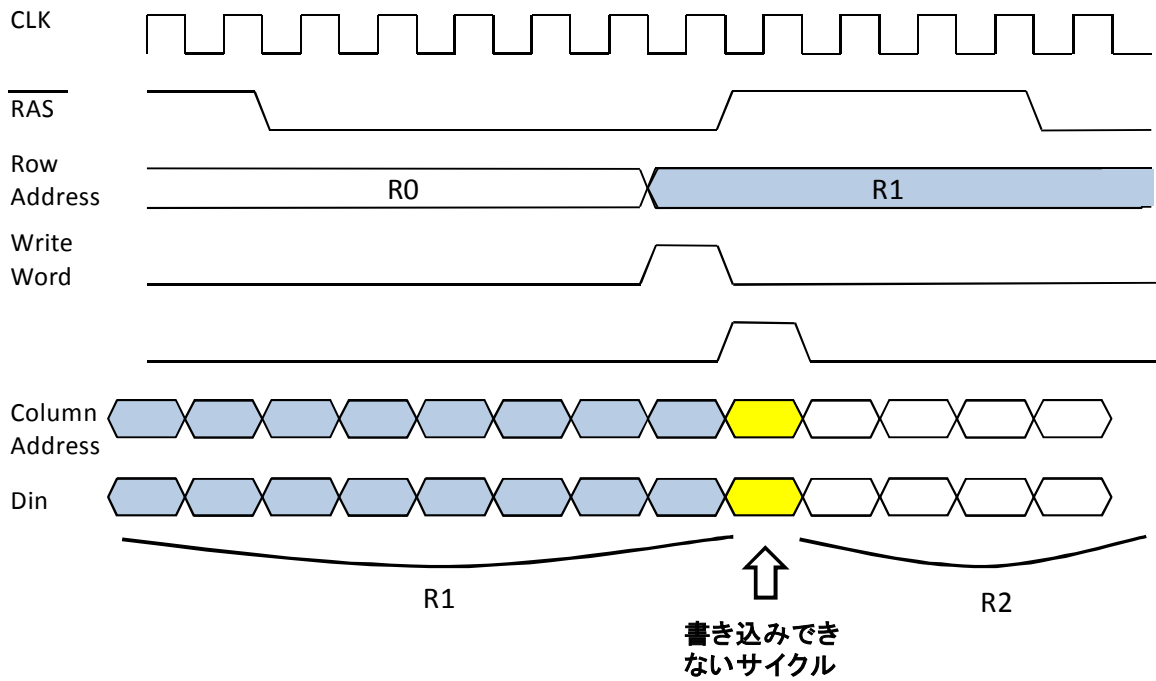 CLK
RAS
Row
Address
R0
R1
Write
Word
Column
Address
Din
R1
R2
書き込みでき
ないサイクル